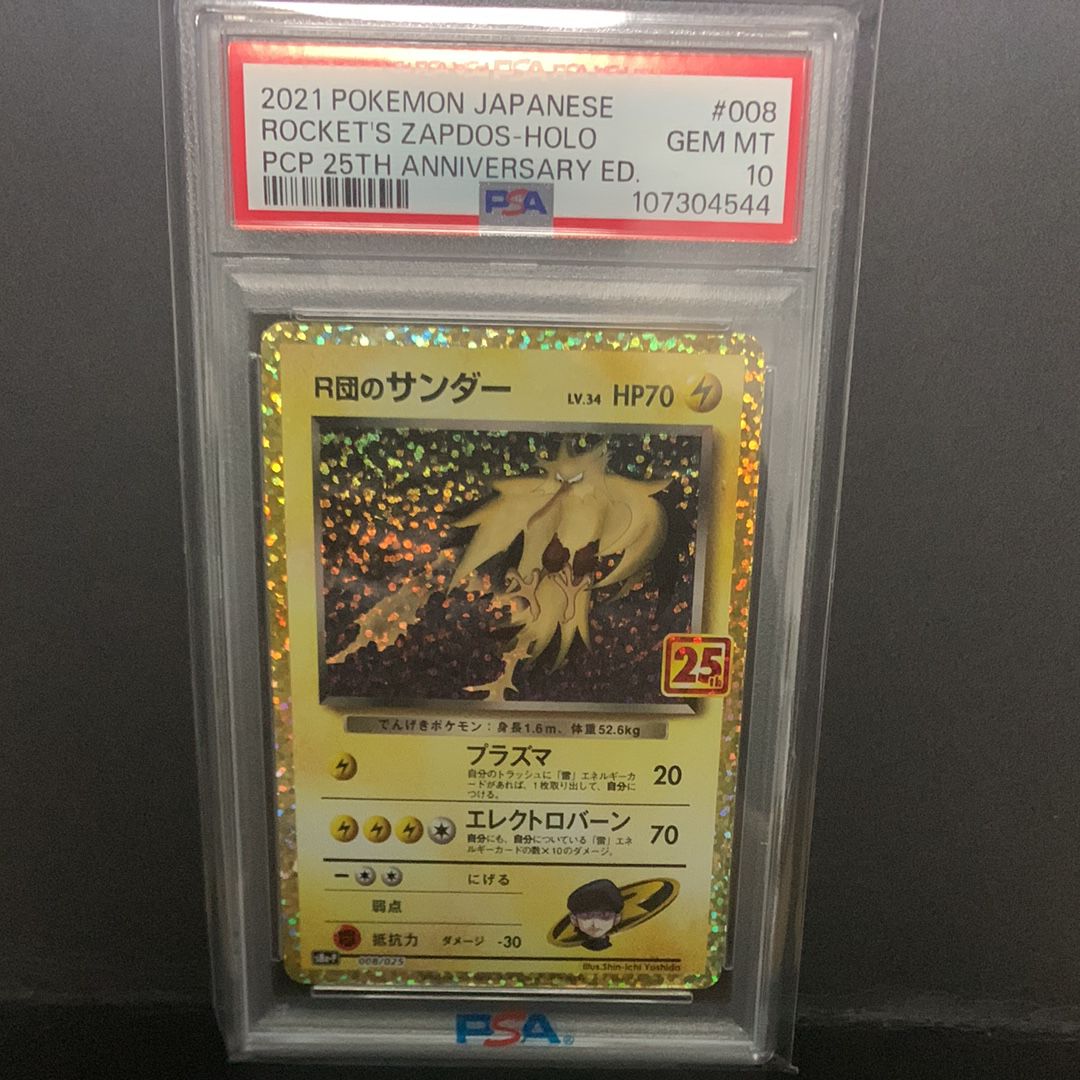 2021 POKEMON JAPANESE #008
ROCKET'S ZAPDOS-HOLO GEM MT
PCP 25TH ANNIVERSARY ED. 10
PSA 107304544
R団のサンダー LV.34 HP70
25th
でんげきポケモン:身長1.6m、体重52.6kg
プラズマ 20
自分のトラッシュに「雷」エネルギーカ
ードがあれば、1枚取り出して、自分に
つける。
エレクトロバーン 70
自分にも、自分についている「雷」エネ
ルギーカードの数×10のダメージ。
にげる
弱点
抵抗力 ダメージ -30
s8a-P 008/025 Illus.Shin-ichi Yoshida
PSA